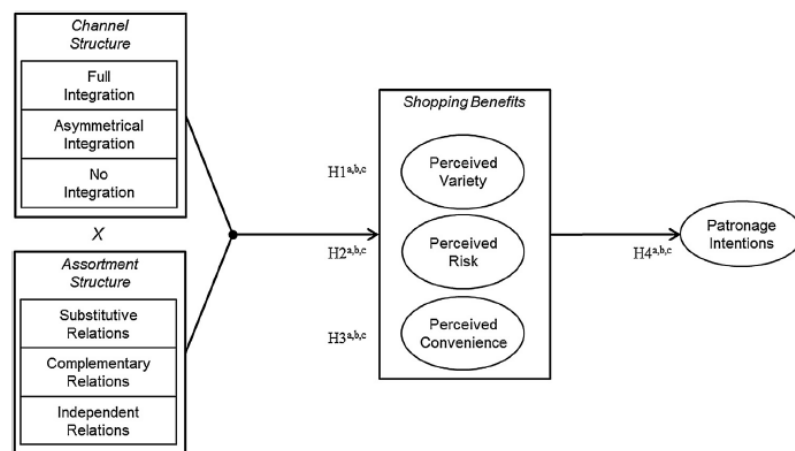 Channel
Structure
Full
Integration
Asymmetrical
Integration
No
Integration
X
Assortment
Structure
Substitutive
Relations
Complementary
Relations
Independent
Relations
H1a,b,c
H2a,b,c
H3a,b,c
Shopping Benefits
Perceived
Variety
Perceived
Risk
Perceived
Convenience
H4a,b,c
Patronage
Intentions